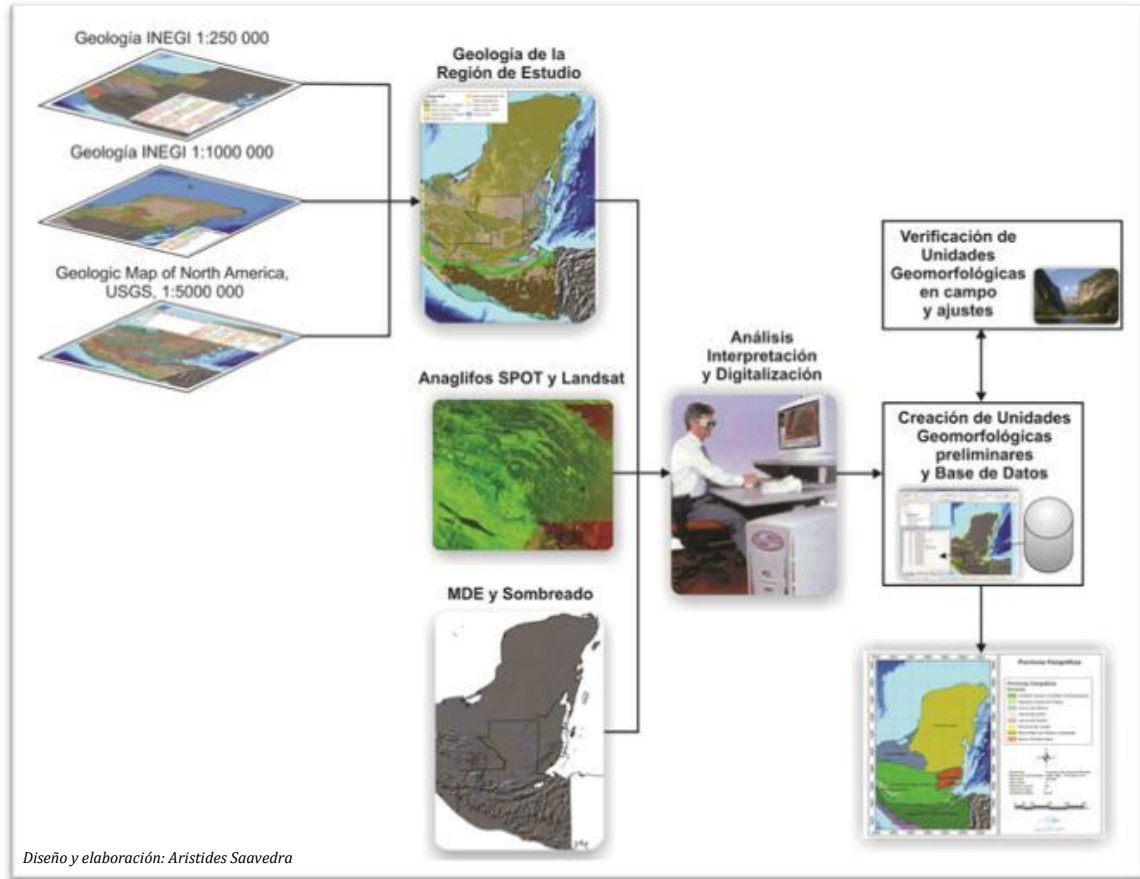 Geología INEGI 1:250 000
Geología INEGI 1:1000 000
Geologic Map of North America,
USGS, 1:5000 000
Geología de la
Región de Estudio
Anaglifos SPOT y Landsat
MDE y Sombreado
Análisis
Interpretación
y Digitalización
Verificación de
Unidades
Geomorfológicas
en campo
y ajustes
Creación de Unidades
Geomorfológicas
preliminares
y Base de Datos
Provincias Fisiográficas
Diseño y elaboración: Aristides Saavedra